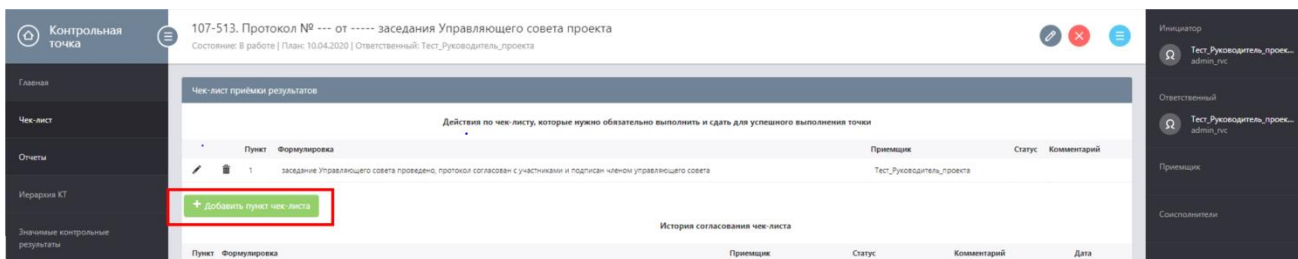 Контрольная
точка
107-513. Протокол № --- от ----- заседания Управляющего совета проекта
Состояние: В работе | План: 10.04.2020 | Ответственный: Тест_Руководитель_проекта
Главная
Чек-лист
Отчеты
Иерархия КТ
Значимые контрольные
результаты
Чек-лист приёмки результатов
Действия по чек-листу, которые нужно обязательно выполнить и сдать для успешного выполнения точки
Пункт Формулировка Приемщик Статус Комментарий
1 заседание Управляющего совета проведено, протокол согласован с участниками и подписан членом управляющего совета Тест_Руководитель_проекта
+ Добавить пункт чек-листа
История согласования чек-листа
Пункт Формулировка Приемщик Статус Комментарий Дата
Инициатор
Тест_Руководитель_проек...
admin_rvc
Ответственный
Тест_Руководитель_проек...
admin_rvc
Приемщик
Соисполнители